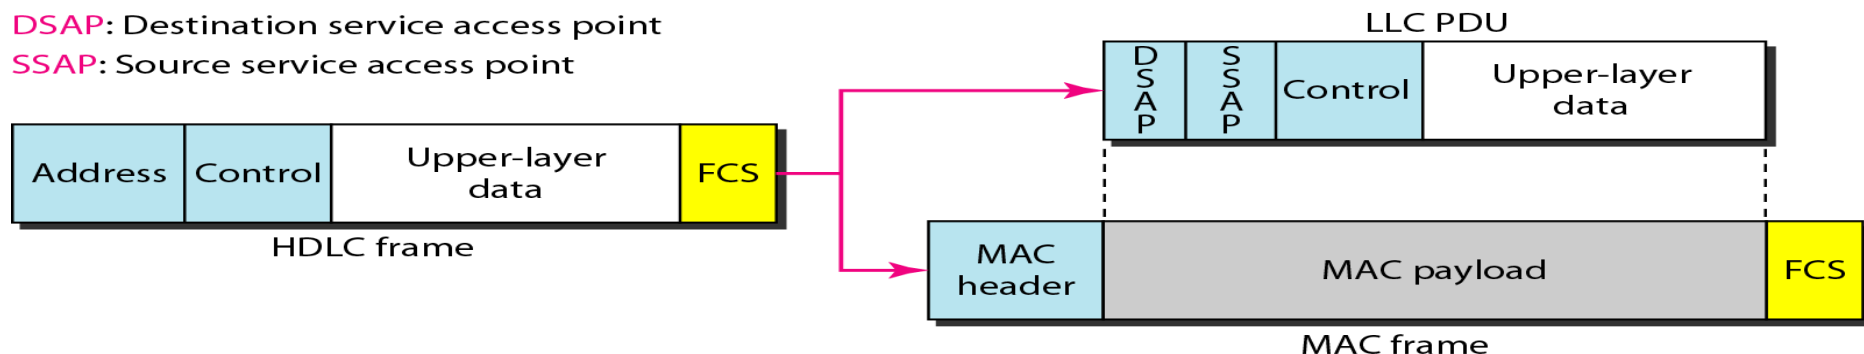 DSAP: Destination service access point
SSAP: Source service access point
LLC PDU
DSAP
SSAP
Control
Upper-layer
data
Address
Control
Upper-layer
data
FCS
HDLC frame
MAC
header
MAC payload
FCS
MAC frame